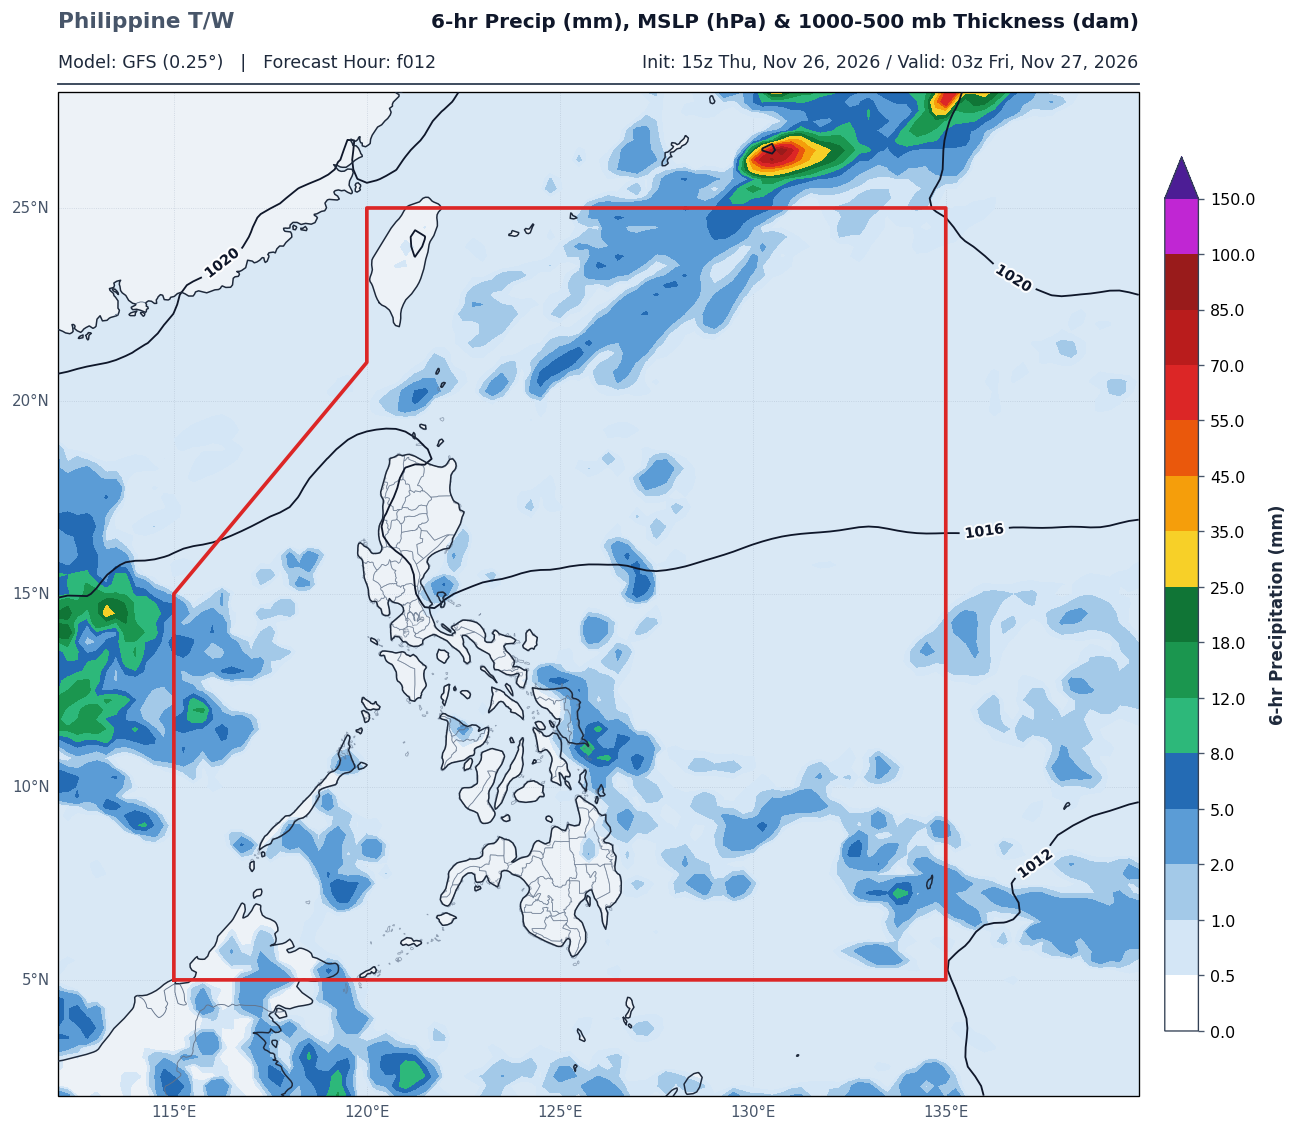 Philippine T/W
6-hr Precip (mm), MSLP (hPa) & 1000-500 mb Thickness (dam)
Model: GFS (0.25°) | Forecast Hour: f012
Init: 15z Thu, Nov 26, 2026 / Valid: 03z Fri, Nov 27, 2026
25°N
20°N
15°N
10°N
5°N
115°E
120°E
125°E
130°E
135°E
1020
1020
1016
1012
150.0
100.0
85.0
70.0
55.0
45.0
35.0
25.0
18.0
12.0
8.0
5.0
2.0
1.0
0.5
0.0
6-hr Precipitation (mm)